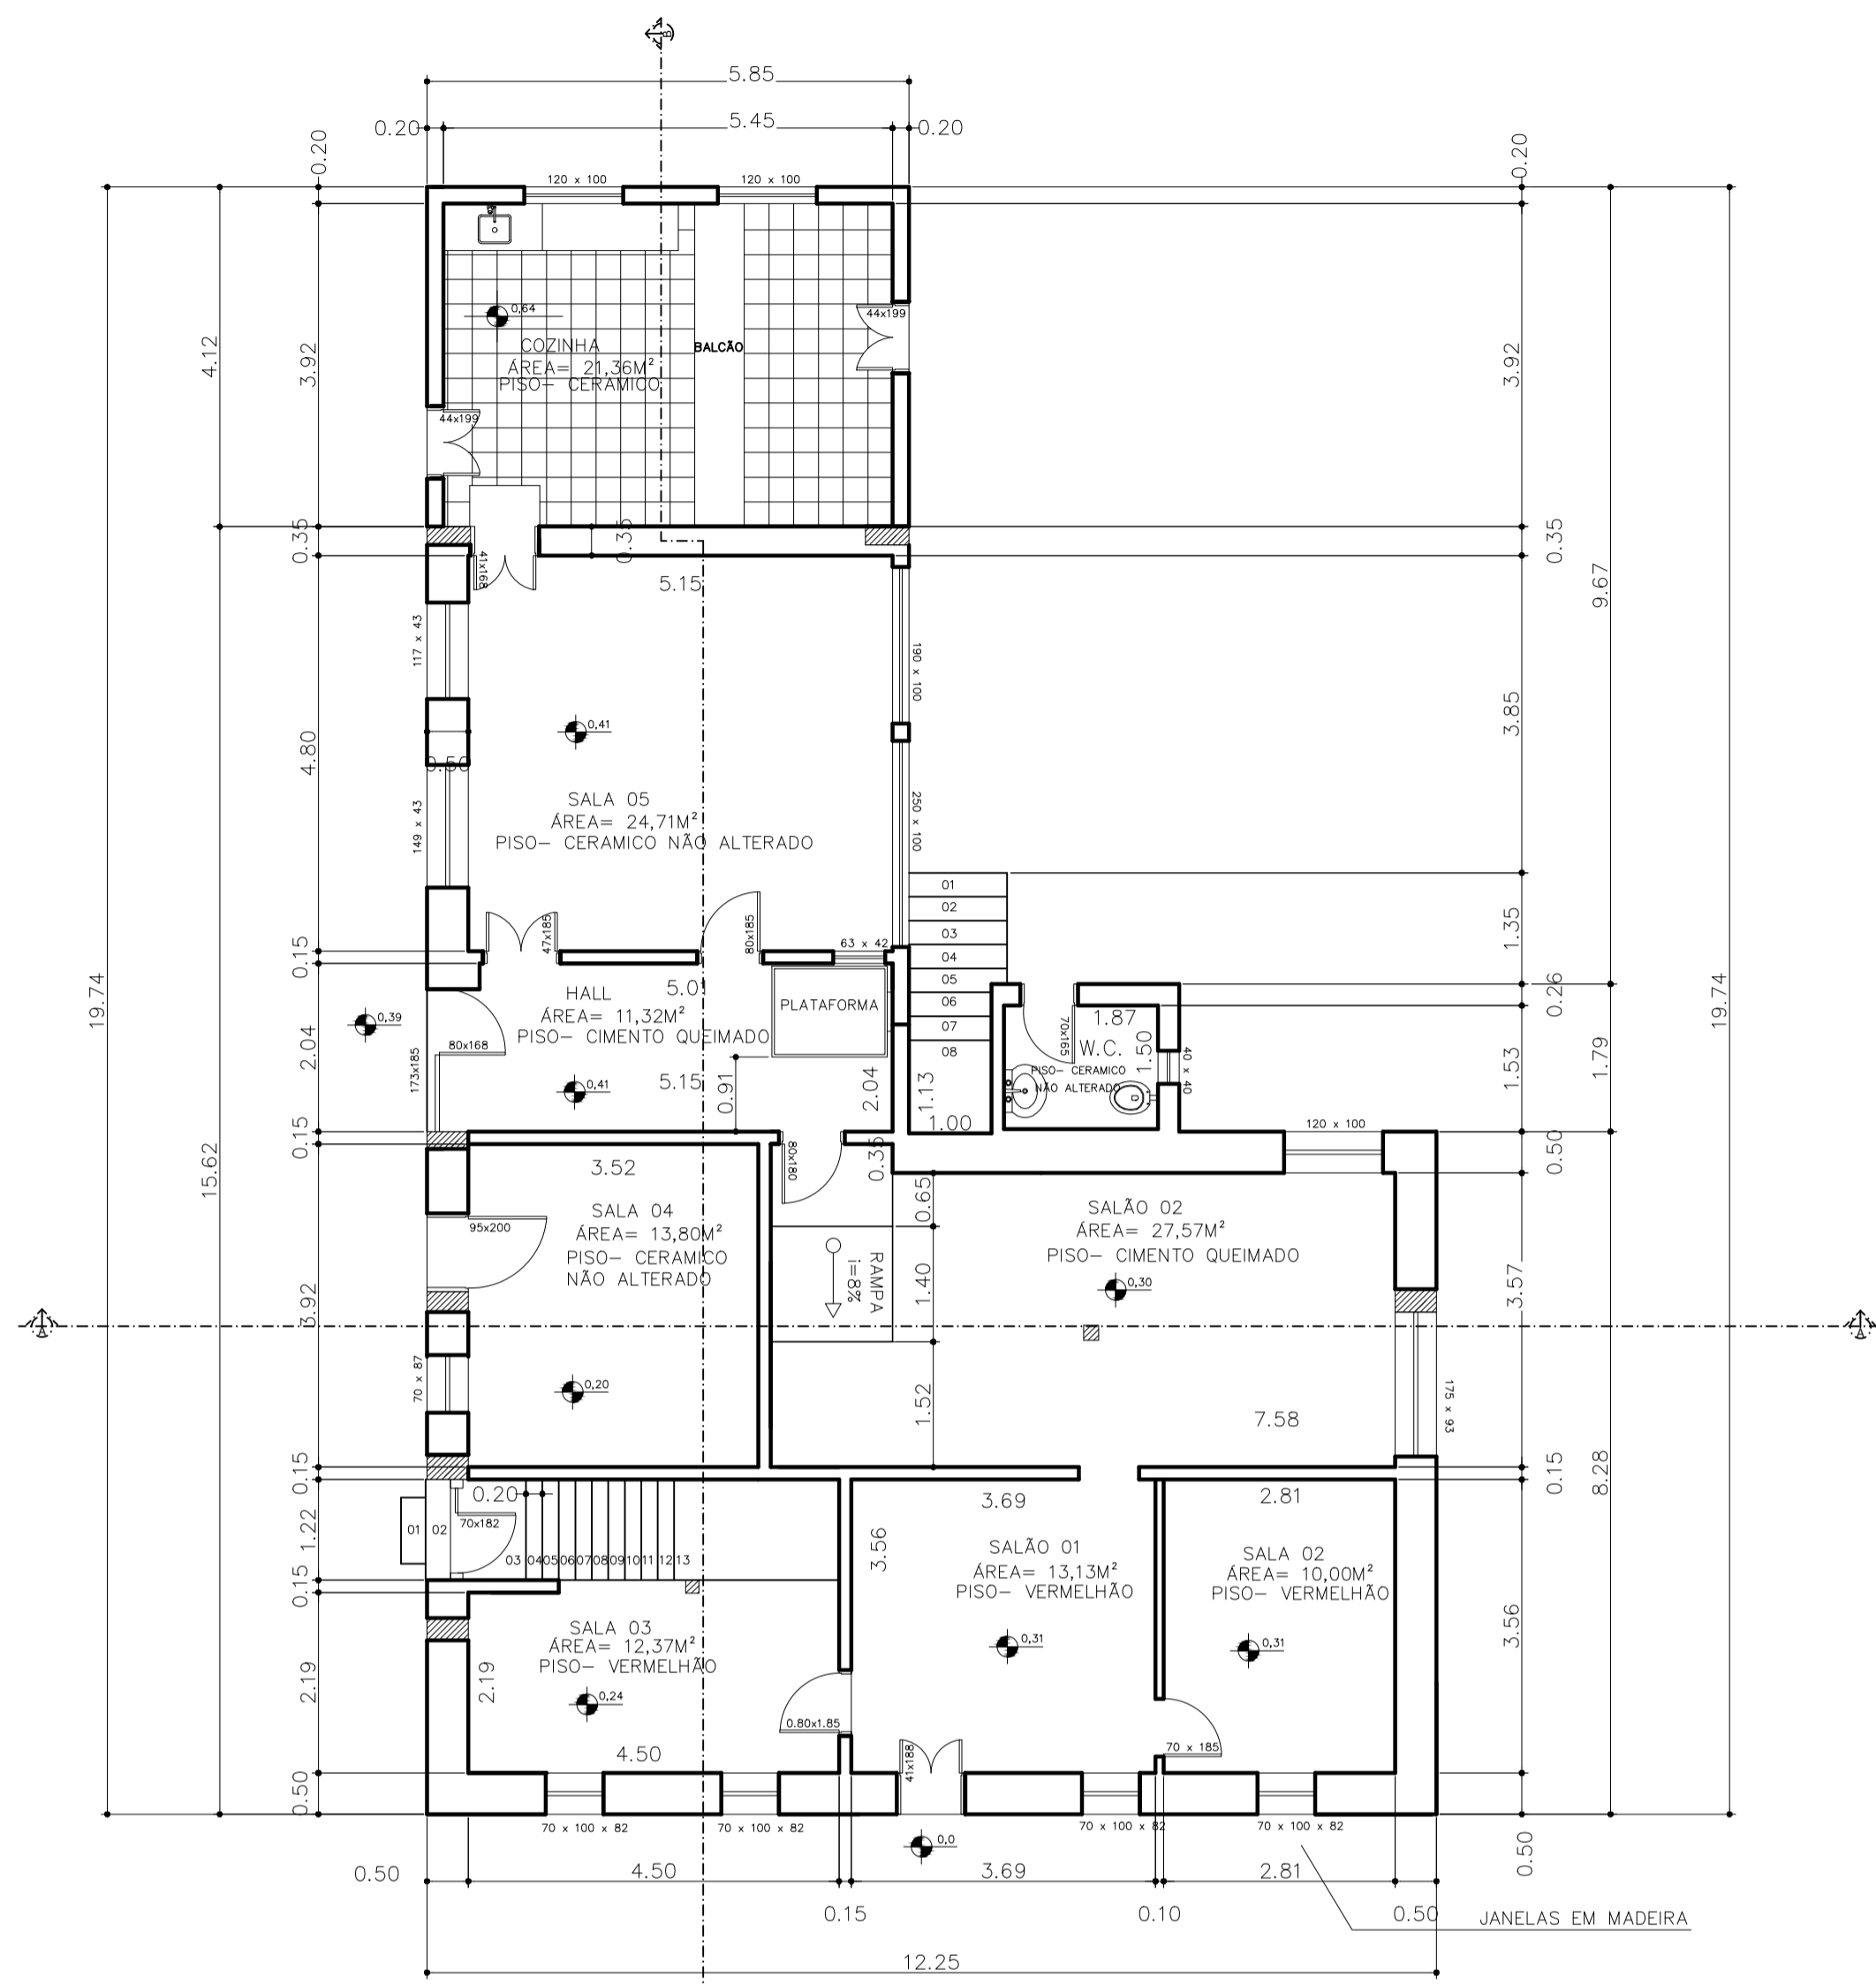 B
5.85
0.20
5.45
0.20
0.20
0.20
120 x 100
120 x 100
0,64
44x199
COZINHA
BALCÃO
ÁREA= 21,36M²
PISO- CERAMICO
4.12
3.92
3.92
44x199
0.35
0.35
0.35
41x168
5.15
9.67
117 x 43
190 x 100
0,41
3.85
4.80
0.50
SALA 05
ÁREA= 24,71M²
PISO- CERAMICO NÃO ALTERADO
149 x 43
250 x 100
01
02
03
04
05
06
07
08
47x185
80x185
63 x 42
0.15
1.35
19.74
19.74
HALL
5.01
ÁREA= 11,32M²
PISO- CIMENTO QUEIMADO
PLATAFORMA
0.26
0,39
80x168
173x185
2.04
0,41
5.15
0.91
2.04
1.13
1.00
70x165
1.87
W.C.
1.50
PISO- CERAMICO
NÃO ALTERADO
40 x 40
1.53
1.79
0.15
80x180
0.35
120 x 100
0.50
15.62
3.52
SALA 04
ÁREA= 13,80M²
PISO- CERAMICO
NÃO ALTERADO
95x200
0.65
SALÃO 02
ÁREA= 27,57M²
PISO- CIMENTO QUEIMADO
0,30
RAMPA
i=8%
1.40
3.92
3.57
A
A
70 x 87
0,20
1.52
7.58
175 x 93
0.15
0.15
8.28
0.20
3.69
2.81
01
02
70x182
03
04
05
06
07
08
09
10
11
12
13
1.22
3.56
SALÃO 01
ÁREA= 13,13M²
PISO- VERMELHÃO
SALA 02
ÁREA= 10,00M²
PISO- VERMELHÃO
0.15
SALA 03
ÁREA= 12,37M²
PISO- VERMELHÃO
0,31
0,31
3.56
2.19
2.19
0,24
0.80x1.85
4.50
41x188
70 x 185
0.50
70 x 100 x 82
70 x 100 x 82
0,0
70 x 100 x 82
70 x 100 x 82
0.50
0.50
4.50
3.69
2.81
0.15
0.10
0.50
JANELAS EM MADEIRA
12.25